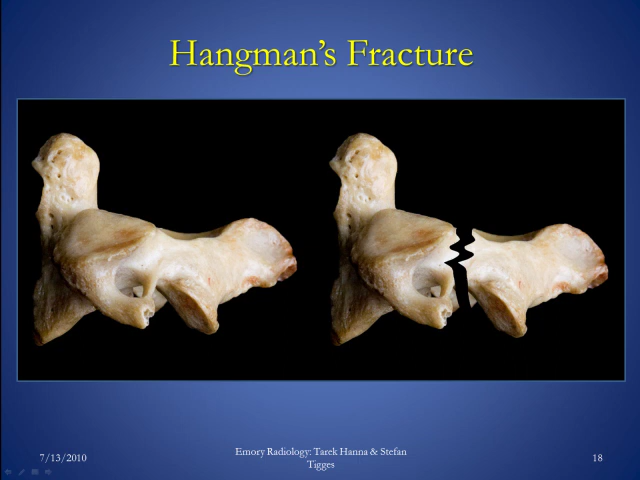 Hangman's Fracture
7/13/2010
Emory Radiology: Tarek Hanna & Stefan
Tigges
18